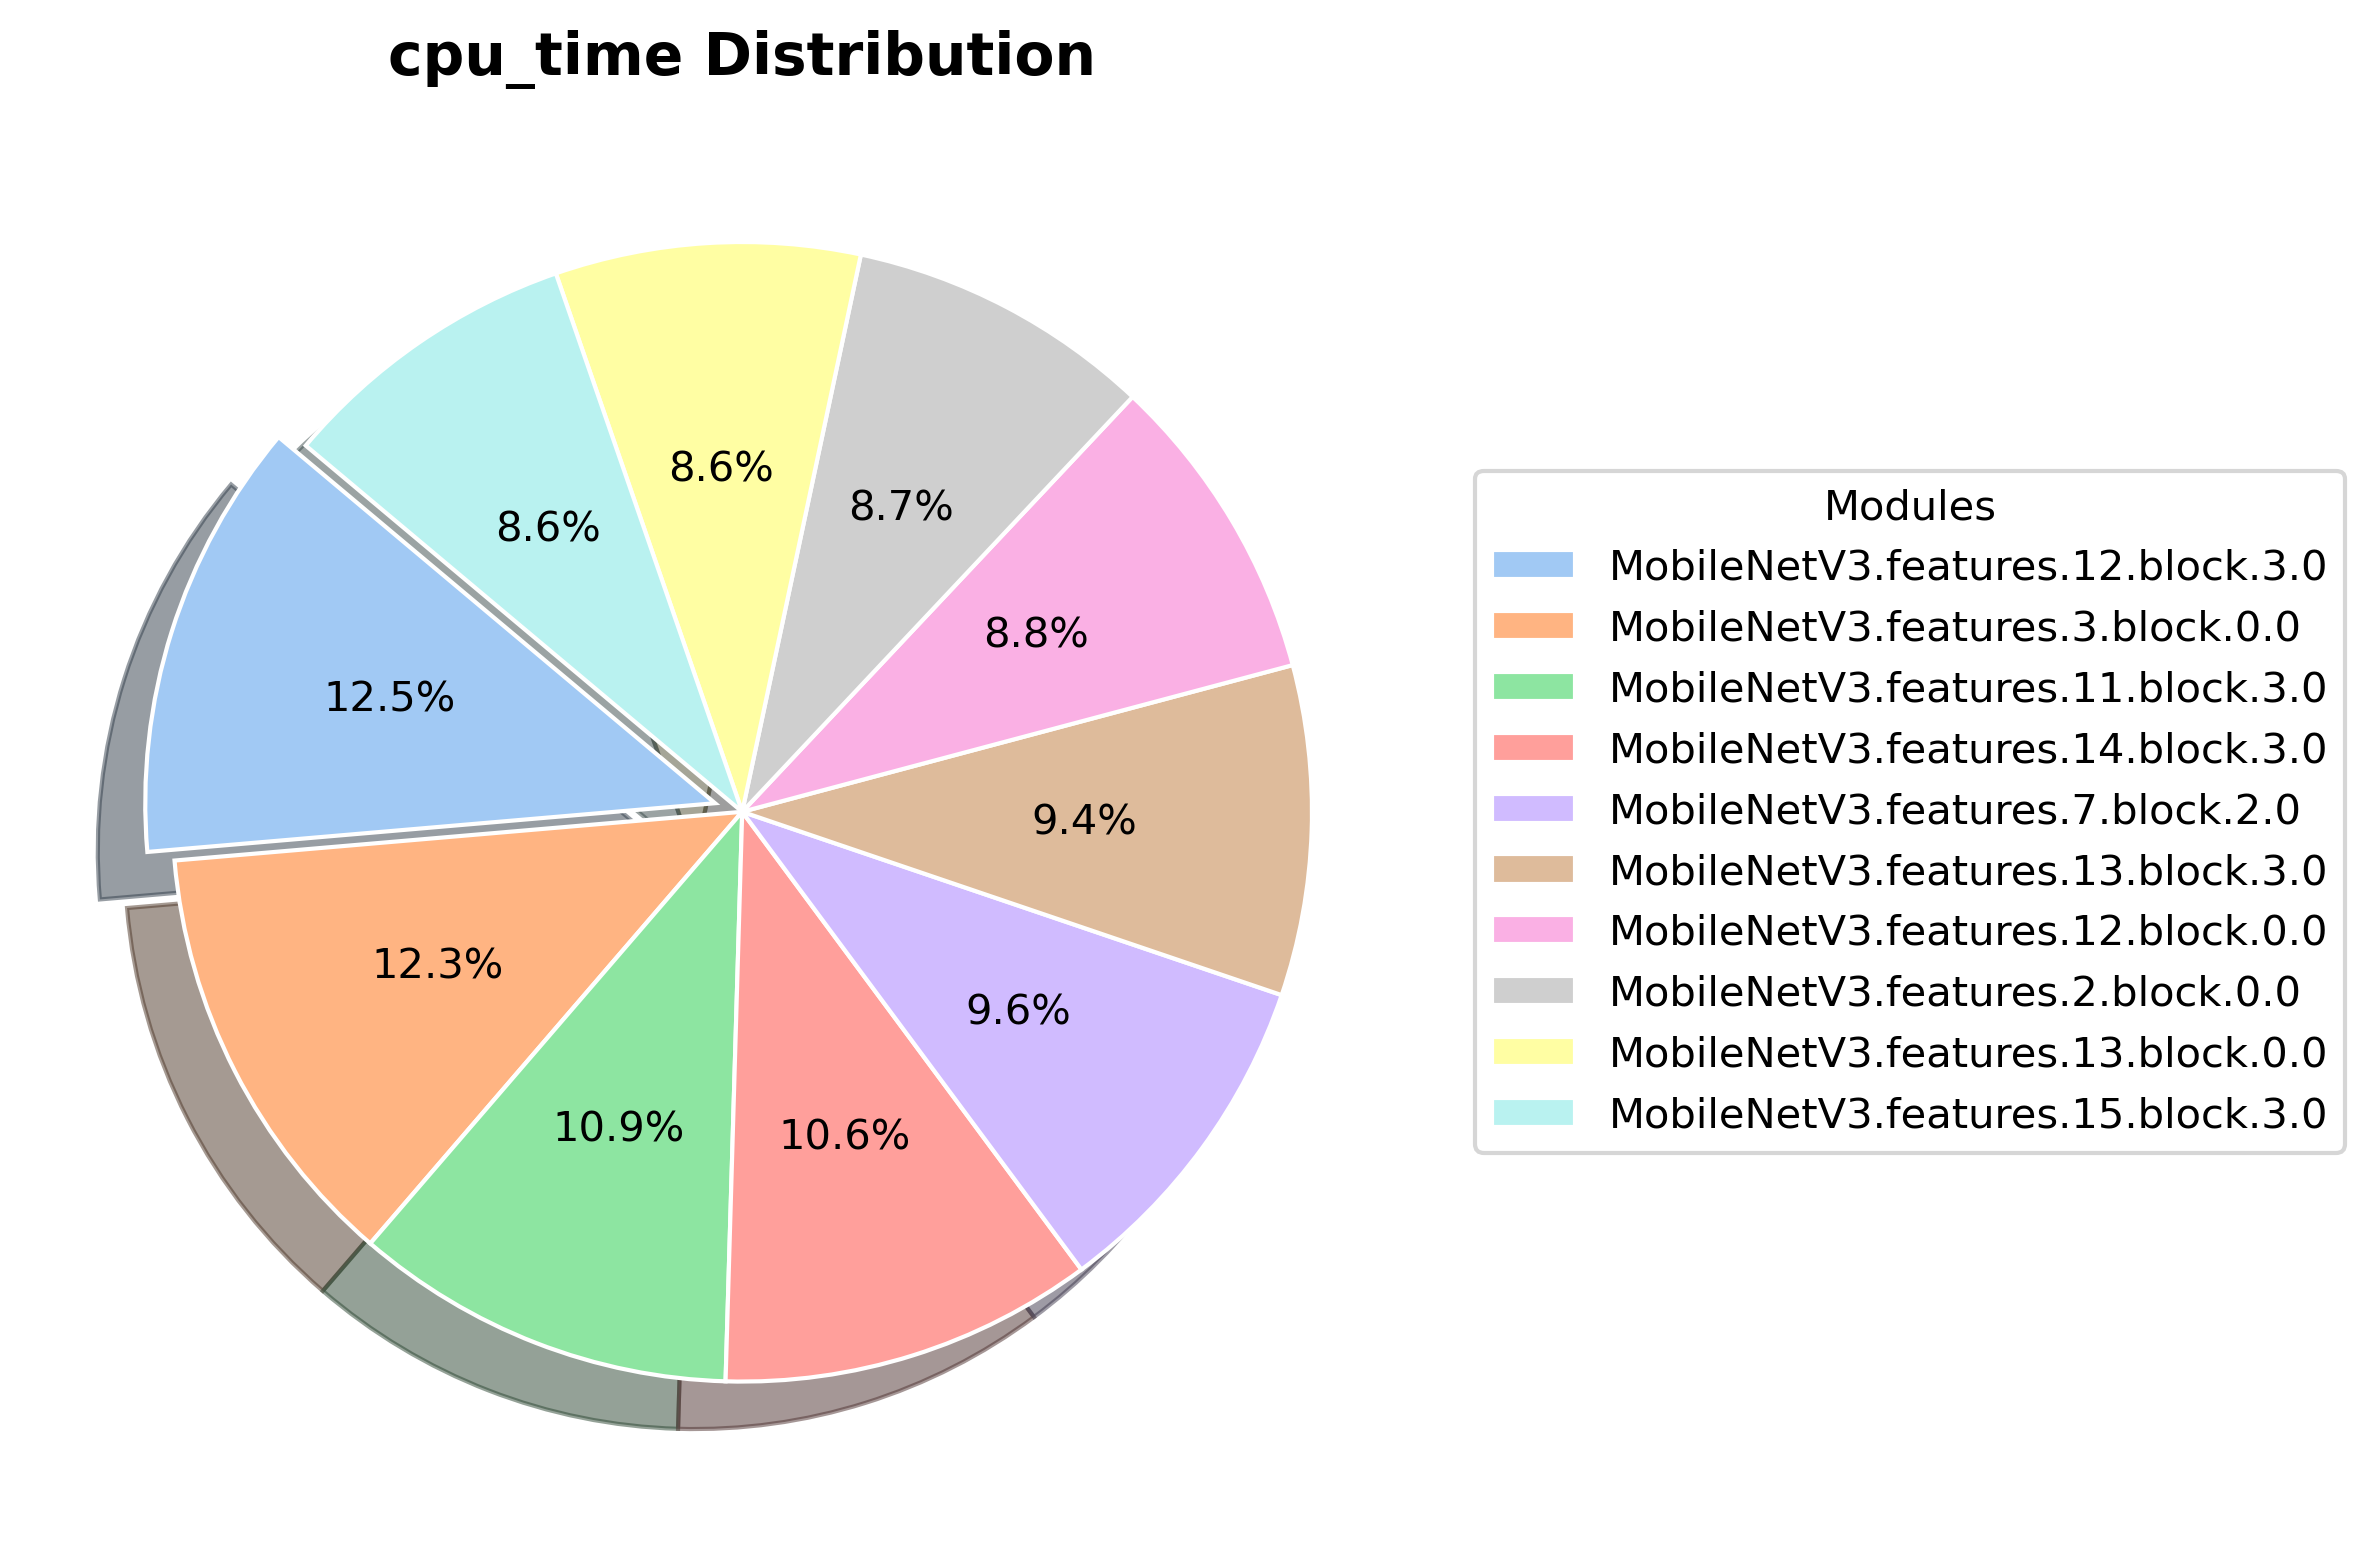 cpu_time Distribution
8.6%
8.7%
8.6%
8.8%
12.5%
9.4%
12.3%
9.6%
10.9%
10.6%
Modules
MobileNetV3.features.12.block.3.0
MobileNetV3.features.3.block.0.0
MobileNetV3.features.11.block.3.0
MobileNetV3.features.14.block.3.0
MobileNetV3.features.7.block.2.0
MobileNetV3.features.13.block.3.0
MobileNetV3.features.12.block.0.0
MobileNetV3.features.2.block.0.0
MobileNetV3.features.13.block.0.0
MobileNetV3.features.15.block.3.0